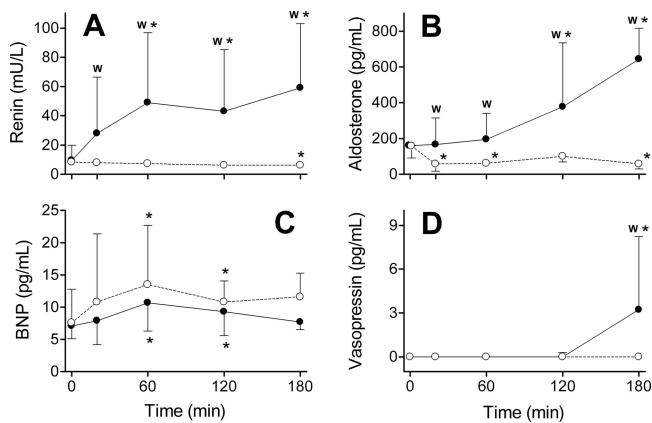 A
Renin (mU/L)
100
80
60
40
20
0
w
w *
w *
w *
*
B
Aldosterone (pg/mL)
800
600
400
200
0
w
w
w *
w *
*
*
*
C
BNP (pg/mL)
25
20
15
10
5
0
*
*
*
*
0
60
120
180
Time (min)
D
Vasopressin (pg/mL)
9
6
3
0
w *
0
60
120
180
Time (min)